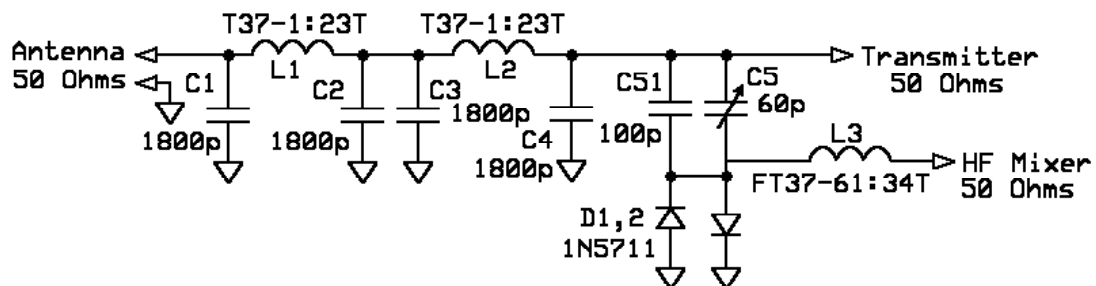 T37-1:23T
T37-1:23T
Antenna
50 Ohms
C1
1800p
L1
C2
1800p
C3
1800p
L2
C4
1800p
C51
100p
C5
60p
Transmitter
50 Ohms
L3
FT37-61:34T
HF Mixer
50 Ohms
D1,2
1N5711